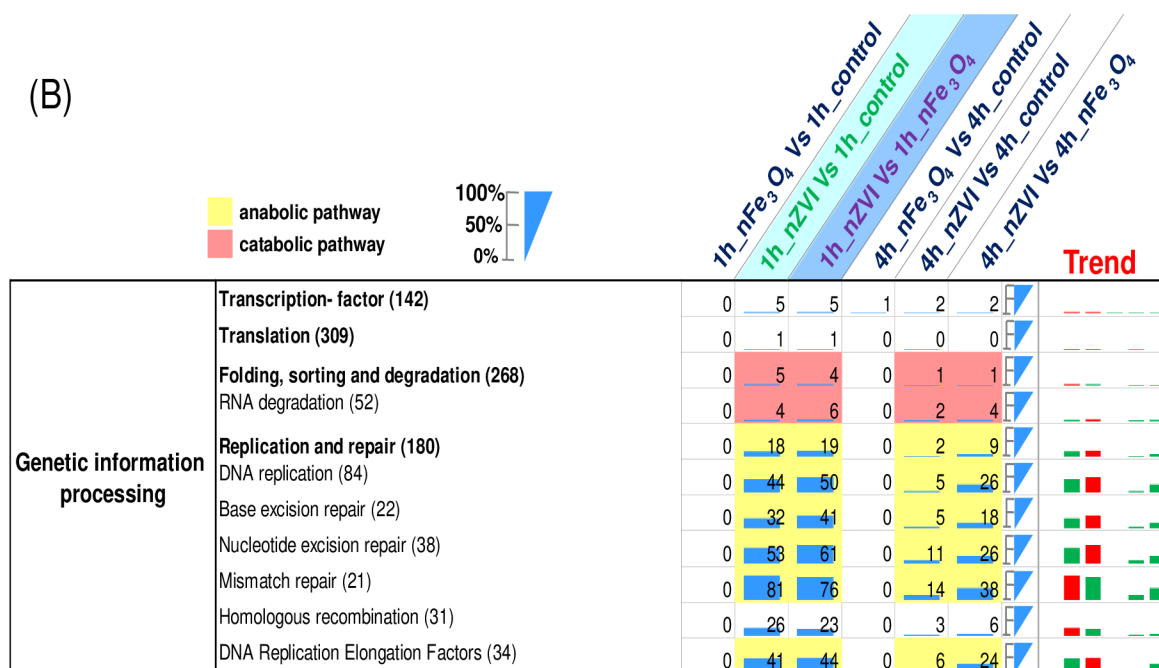 (B)
1h_nFe3O4 Vs 1h_control
1h_nZVI Vs 1h_control
1h_nZVI Vs 1h_nFe3O4
4h_nFe3O4 Vs 4h_control
4h_nZVI Vs 4h_control
4h_nZVI Vs 4h_nFe3O4
Trend
anabolic pathway
catabolic pathway
100%
50%
0%
Genetic information
processing
Transcription- factor (142) 0 5 5 1 2 2
Translation (309) 0 1 1 0 0 0
Folding, sorting and degradation (268) 0 5 4 0 1 1
RNA degradation (52) 0 4 6 0 2 4
Replication and repair (180) 0 18 19 0 2 9
DNA replication (84) 0 44 50 0 5 26
Base excision repair (22) 0 32 41 0 5 18
Nucleotide excision repair (38) 0 53 61 0 11 26
Mismatch repair (21) 0 81 76 0 14 38
Homologous recombination (31) 0 26 23 0 3 6
DNA Replication Elongation Factors (34) 0 41 44 0 6 24